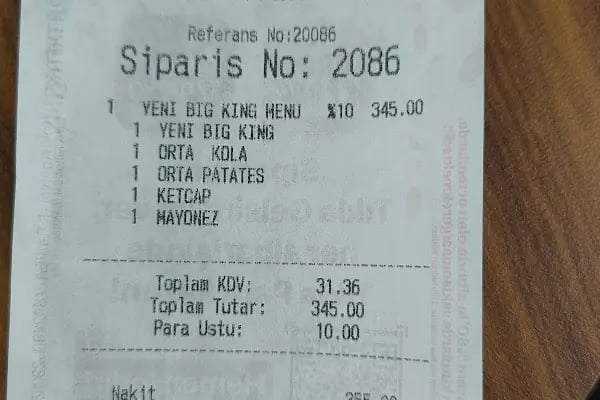 Referans No:20086
Siparis No: 2086
1 YENI BIG KING MENU %10 345.00
1 YENI BIG KING
1 ORTA KOLA
1 ORTA PATATES
1 KETCAP
1 MAYONEZ
Toplam KDV: 31.36
Toplam Tutar: 345.00
Para Ustu: 10.00
Nakit 355.00